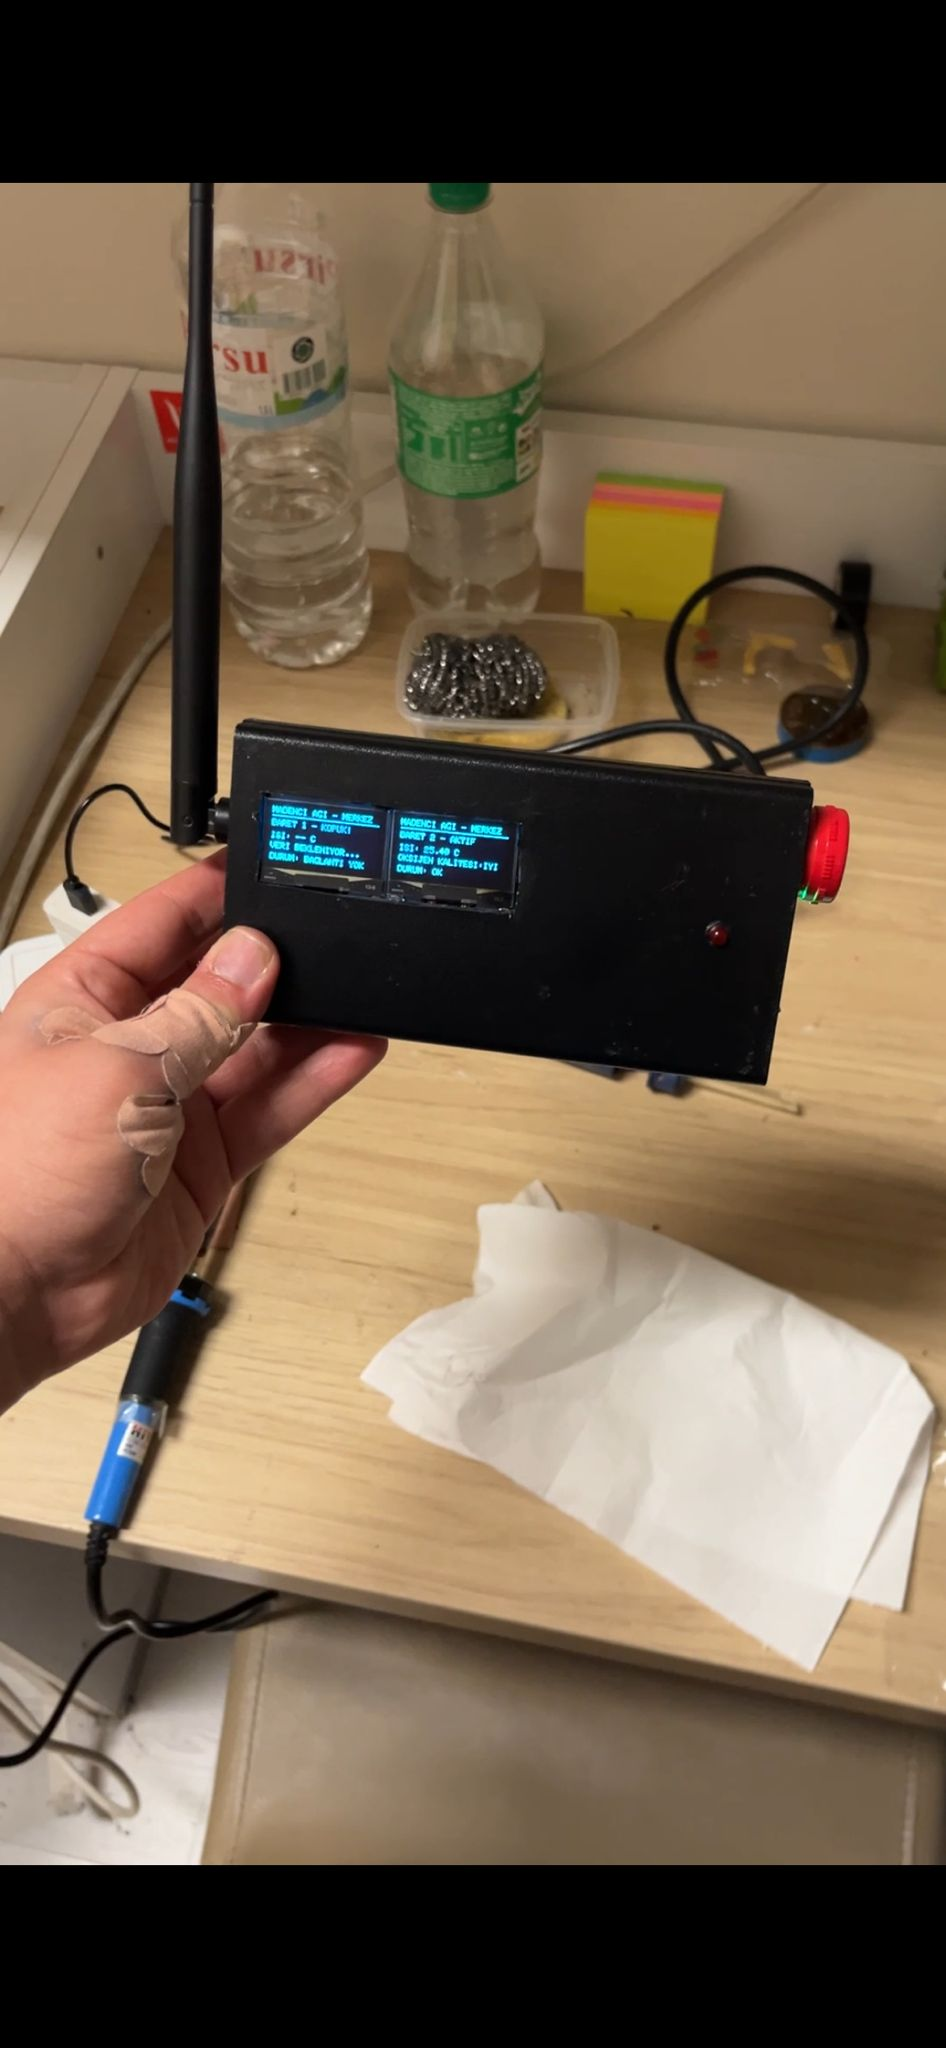 rsu
MADENCI AGI - MERKEZ
BARET 1 - KOPUK!
ISI: -- C
VERI BEKLENIYOR...
DURUM: BAGLANTI YOK
MADENCI AGI - MERKEZ
BARET 2 - AKTIF
ISI: 25.40 C
OKSIJEN KALITESI:IYI
DURUM: OK